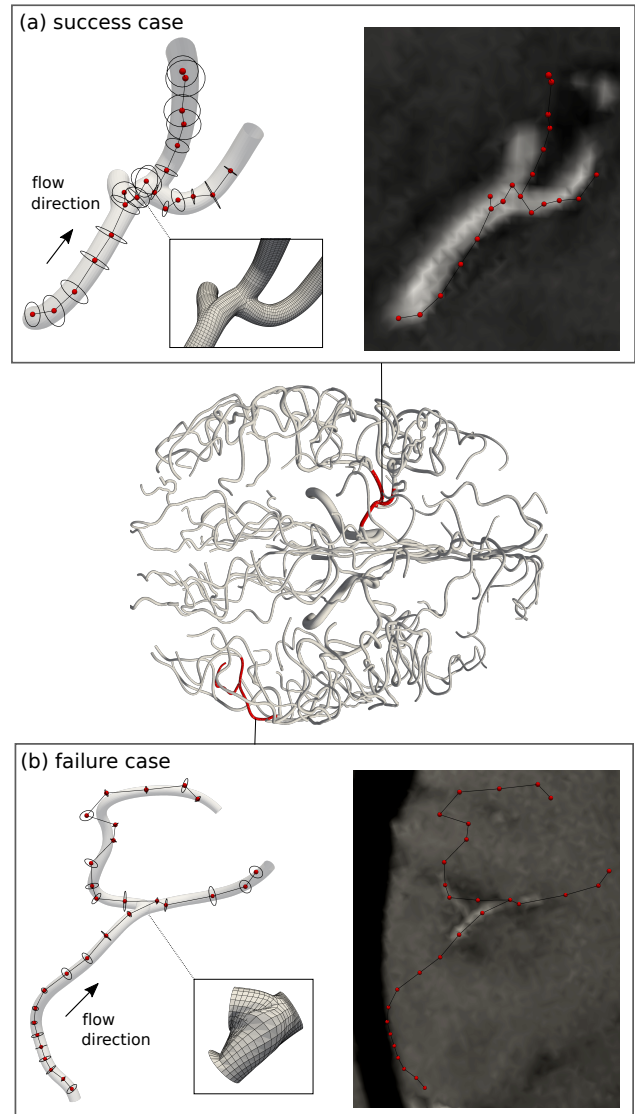 (a) success case
flow
direction
(b) failure case
flow
direction